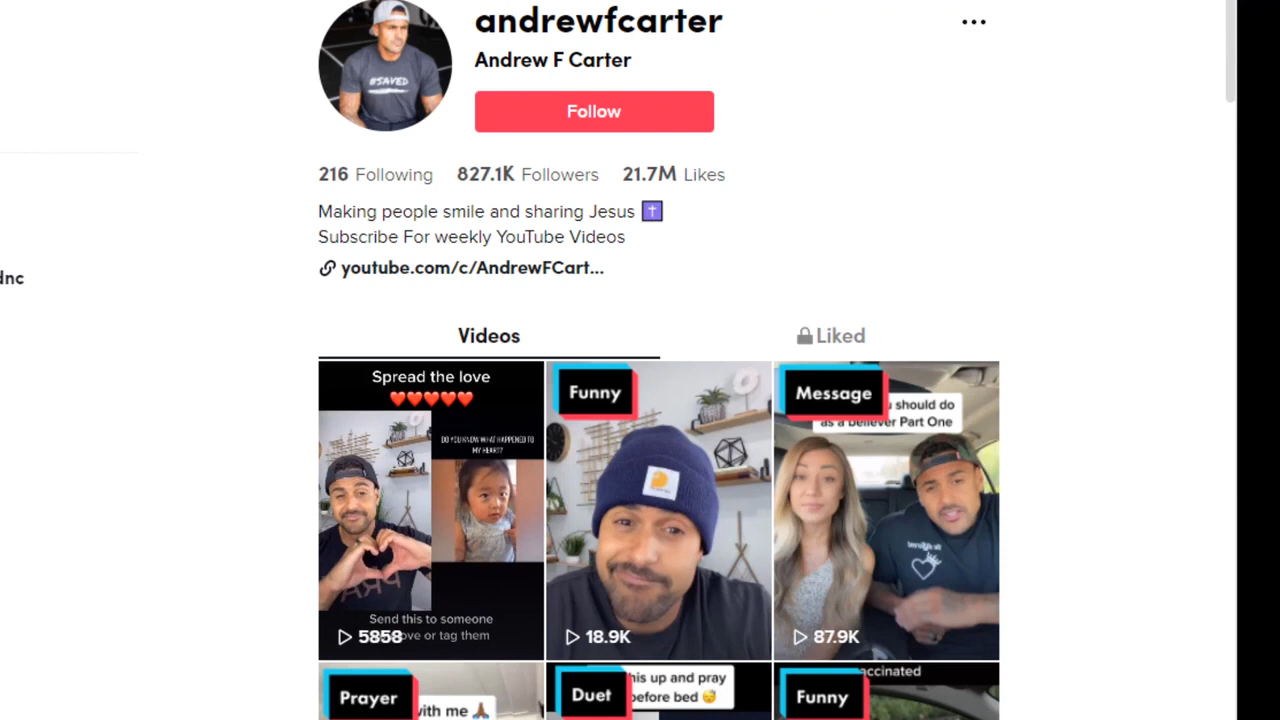 andrewfcarter
Andrew F Carter
#SAVED
Follow
216 Following 827.1K Followers 21.7M Likes
Making people smile and sharing Jesus ✝️
Subscribe For weekly YouTube Videos
youtube.com/c/AndrewFCart...
dnc
Videos
Liked
Spread the love
❤️❤️❤️❤️❤️
DO YOU KNOW WHAT HAPPENED TO
MY HEART?
Send this to someone
ove or tag them
5858
Funny
18.9K
Message
u should do
as a believer Part One
87.9K
Prayer
with me 🙏🏾
Duet
his up and pray
before bed 😴
Funny
accinated